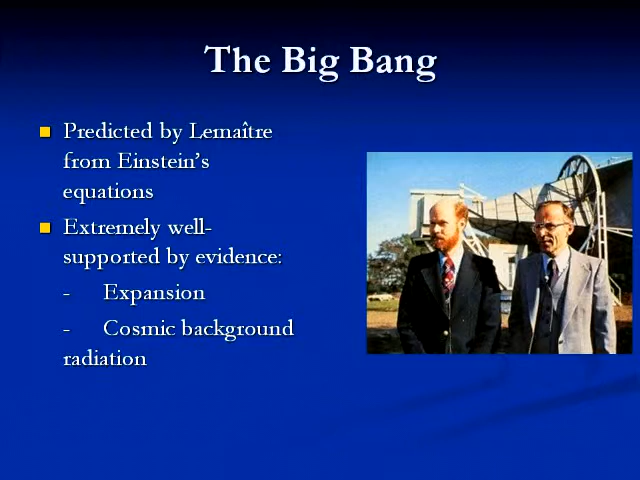 The Big Bang
Predicted by Lemaître
from Einstein's
equations
Extremely well-
supported by evidence:
- Expansion
- Cosmic background
radiation